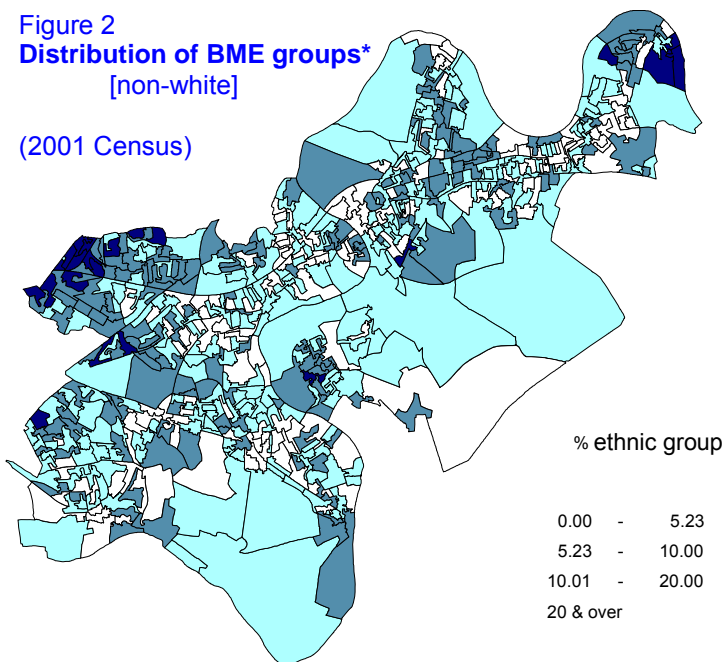 Figure 2
Distribution of BME groups*
[non-white]
(2001 Census)
% ethnic group
0.00 - 5.23
5.23 - 10.00
10.01 - 20.00
20 & over